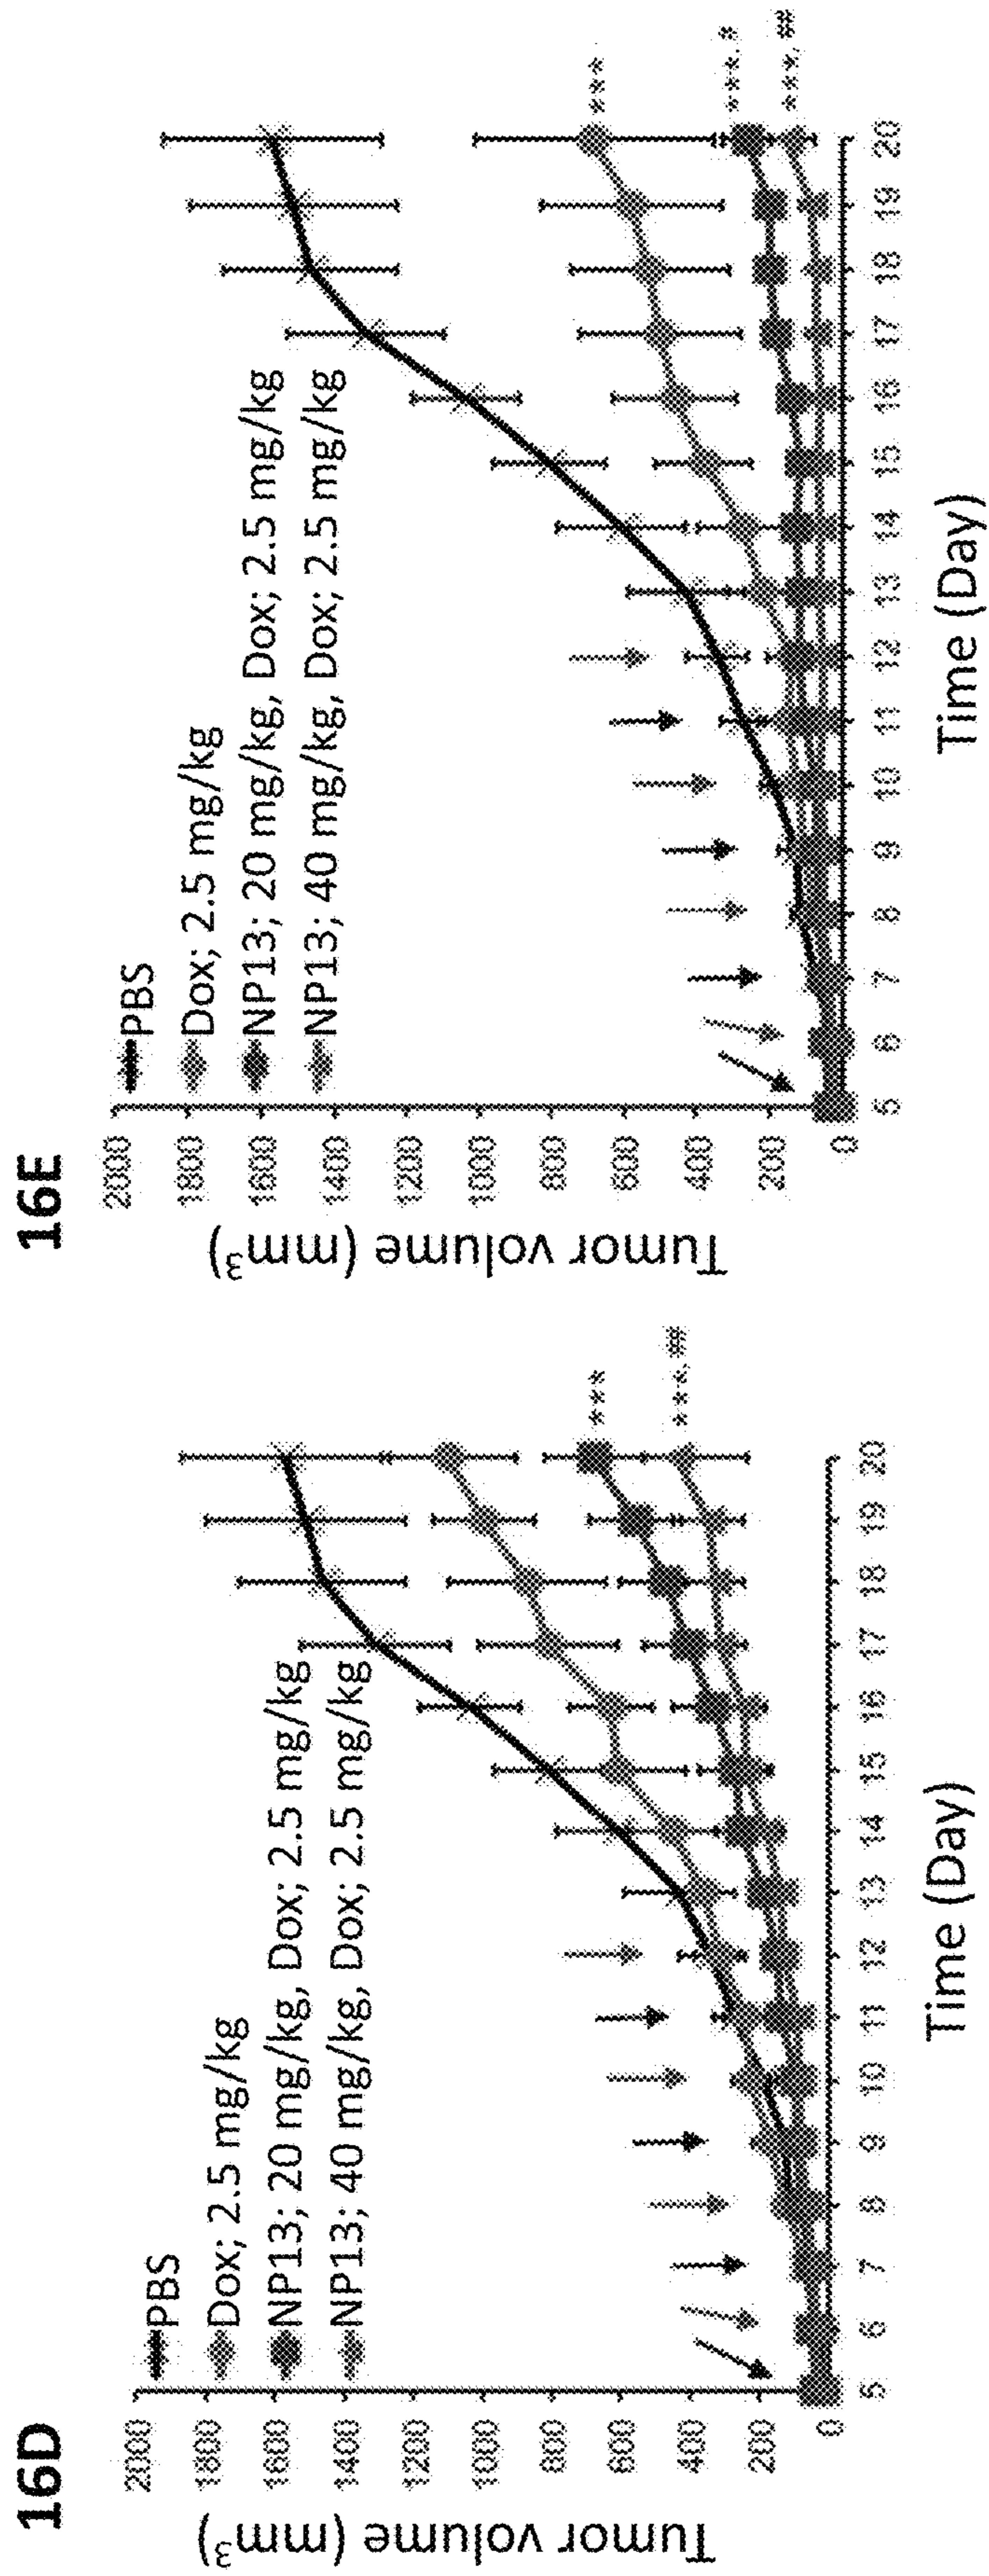 16D
Tumor volume (mm³)
2000
1800
1600
1400
1200
1000
800
600
400
200
0
PBS
Dox; 2.5 mg/kg
NP13; 20 mg/kg, Dox; 2.5 mg/kg
NP13; 40 mg/kg, Dox; 2.5 mg/kg
***
***, ##
5 6 7 8 9 10 11 12 13 14 15 16 17 18 19 20
Time (Day)
16E
Tumor volume (mm³)
2000
1800
1600
1400
1200
1000
800
600
400
200
0
PBS
Dox; 2.5 mg/kg
NP13; 20 mg/kg, Dox; 2.5 mg/kg
NP13; 40 mg/kg, Dox; 2.5 mg/kg
***
***, #
***, ##
5 6 7 8 9 10 11 12 13 14 15 16 17 18 19 20
Time (Day)